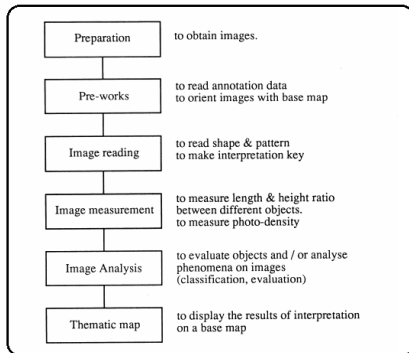 Preparation
to obtain images.
Pre-works
to read annotation data
to orient images with base map
Image reading
to read shape & pattern
to make interpretation key
Image measurement
to measure length & height ratio
between different objects.
to measure photo-density
Image Analysis
to evaluate objects and / or analyse
phenomena on images
(classification, evaluation)
Thematic map
to display the results of interpretation
on a base map